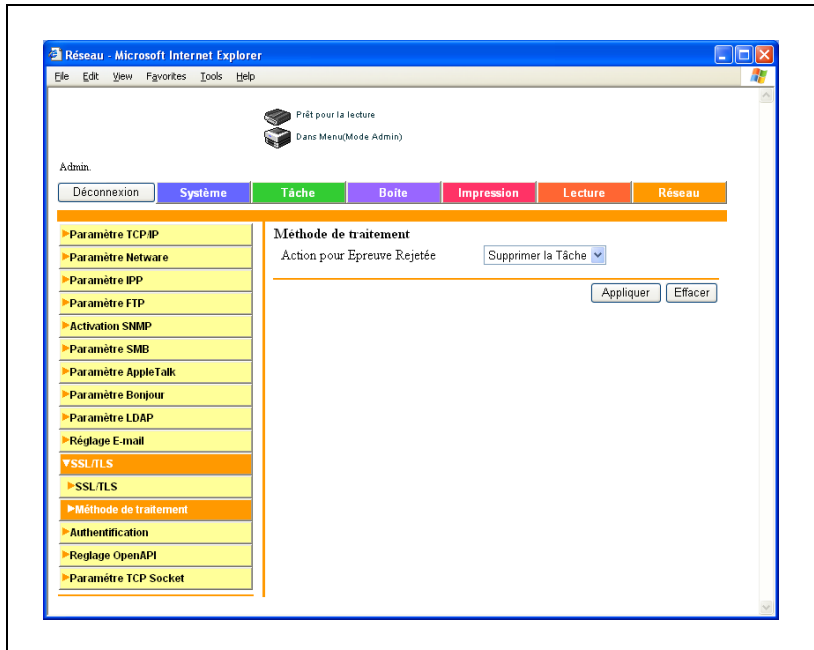 Réseau - Microsoft Internet Explorer
File Edit View Favorites Tools Help
Prêt pour la lecture
Dans Menu(Mode Admin)
Admin.
Déconnexion Système Tâche Boîte Impression Lecture Réseau
Paramètre TCP/IP
Paramètre Netware
Paramètre IPP
Paramètre FTP
Activation SNMP
Paramètre SMB
Paramètre AppleTalk
Paramètre Bonjour
Paramètre LDAP
Réglage E-mail
SSL/TLS
SSL/TLS
Méthode de traitement
Authentification
Reglage OpenAPI
Paramétre TCP Socket
Méthode de traitement
Action pour Epreuve Rejetée Supprimer la Tâche
Appliquer Effacer